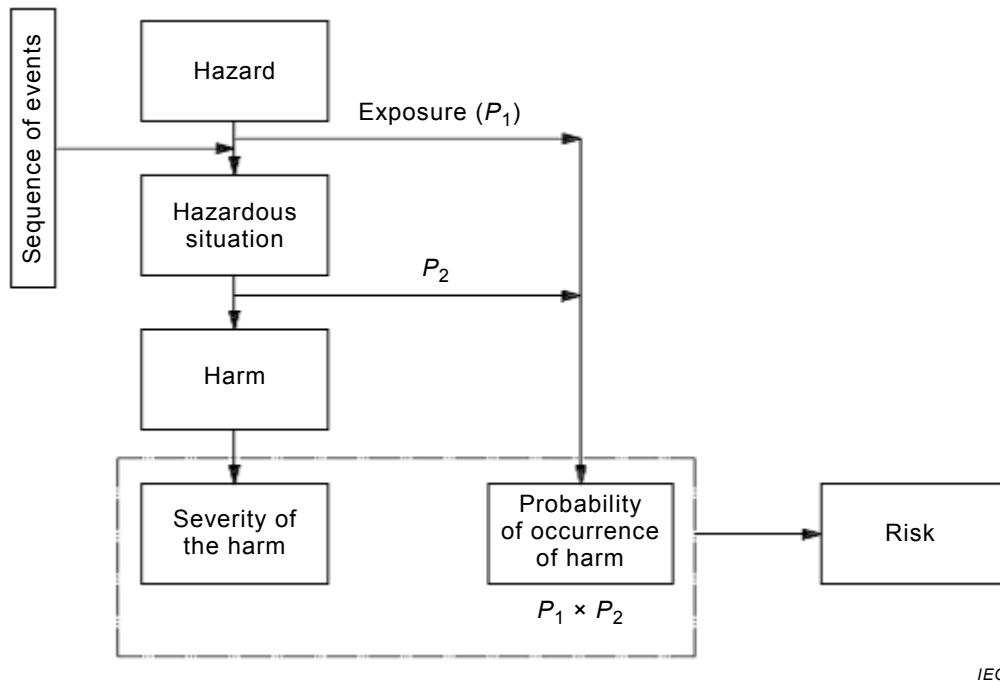 Sequence of events
Hazard
Exposure (P₁)
Hazardous
situation
P₂
Harm
Severity of
the harm
Probability
of occurrence
of harm
P₁ × P₂
Risk
IEC